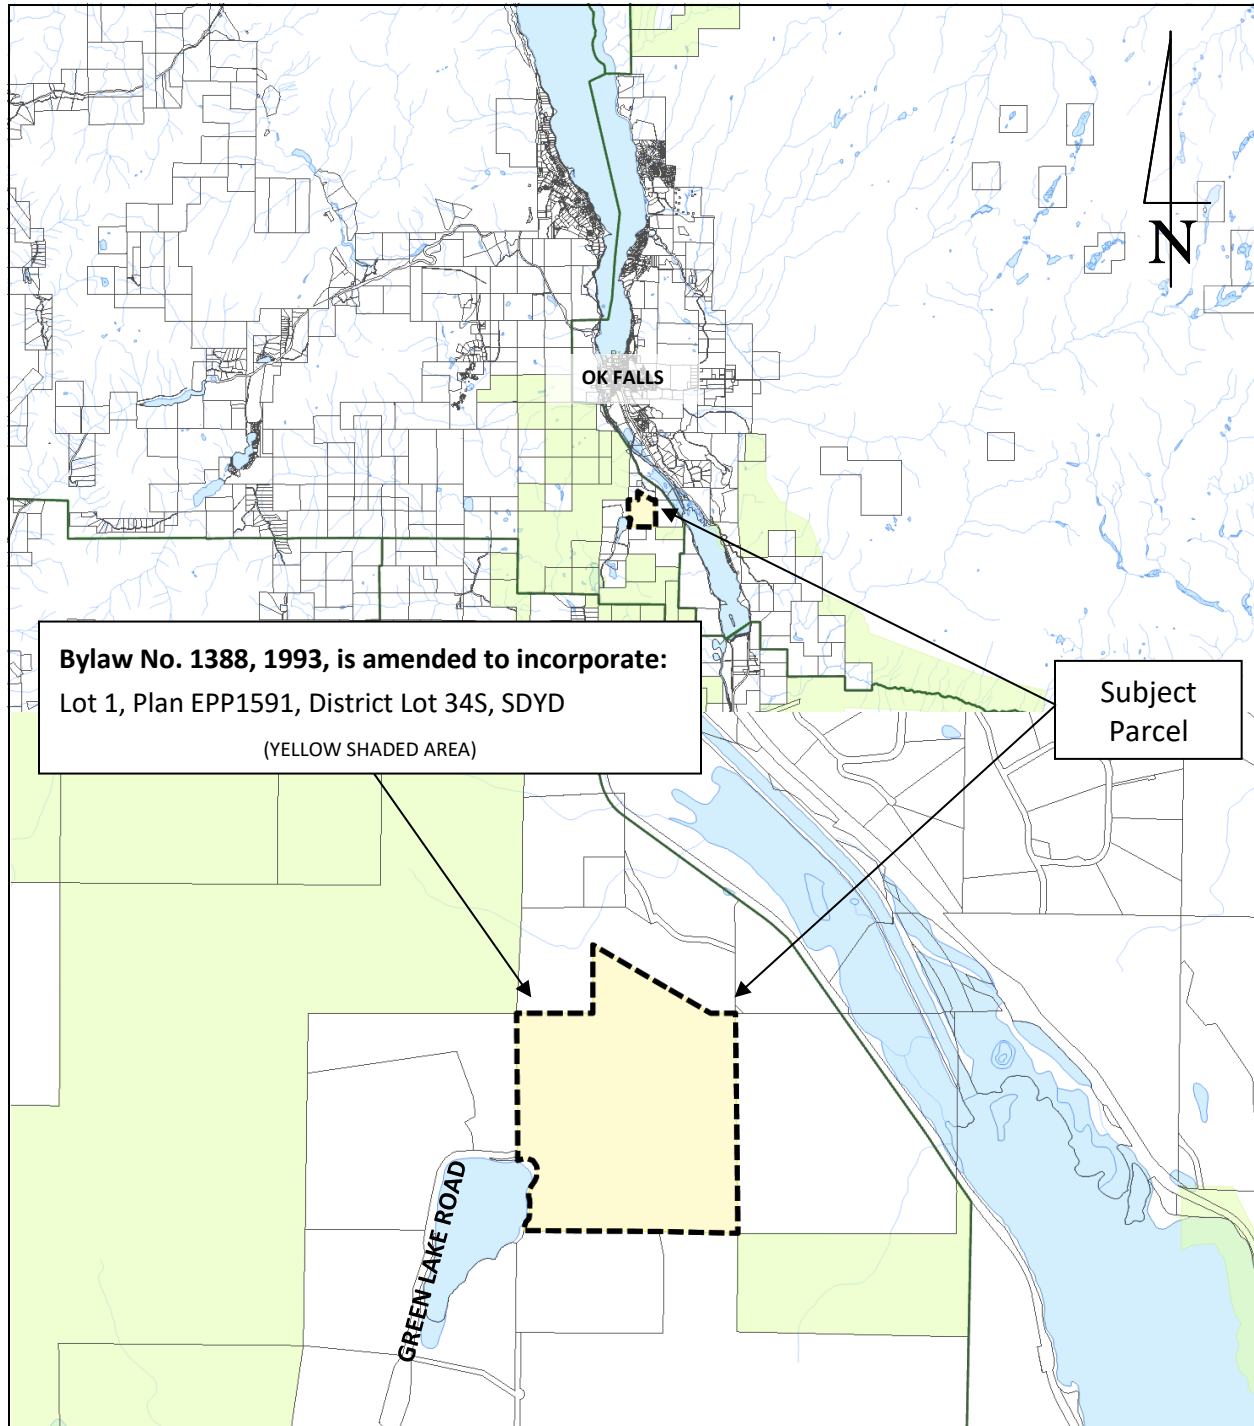 N
OK FALLS
Bylaw No. 1388, 1993, is amended to incorporate:
Lot 1, Plan EPP1591, District Lot 34S, SDYD
(YELLOW SHADED AREA)
Subject
Parcel
GREEN LAKE ROAD